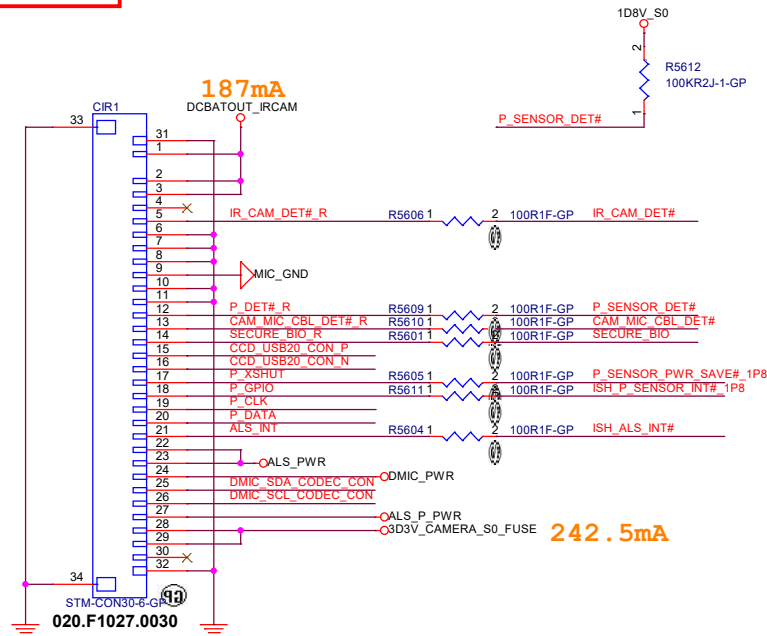 1D8V_S0
2
R5612
100KR2J-1-GP
1
P_SENSOR_DET#
187mA
DCBATOUT_IRCAM
CIR1
33
31
1
2
3
4
5 IR_CAM_DET#_R R5606 1 2 100R1F-GP IR_CAM_DET#
6
7
8
9 MIC_GND
10
11
12 P_DET#_R R5609 1 2 100R1F-GP P_SENSOR_DET#
13 CAM_MIC_CBL_DET#_R R5610 1 100R1F-GP CAM_MIC_CBL_DET#
14 SECURE_BIO_R R5601 1 100R1F-GP SECURE_BIO
15 CCD_USB20_CON_P
16 CCD_USB20_CON_N
17 P_XSHUT R5605 1 2 100R1F-GP P_SENSOR_PWR_SAVE#_1P8
18 P_GPIO R5611 1 100R1F-GP ISH_P_SENSOR_INT#_1P8
19 P_CLK
20 P_DATA
21 ALS_INT R5604 1 2 100R1F-GP ISH_ALS_INT#
22
23 ALS_PWR
24 DMIC_PWR
25 DMIC_SDA_CODEC_CON
26 DMIC_SCL_CODEC_CON
27 ALS_P_PWR
28 3D3V_CAMERA_S0_FUSE 242.5mA
29
30
32
34
STM-CON30-6-GP
020.F1027.0030